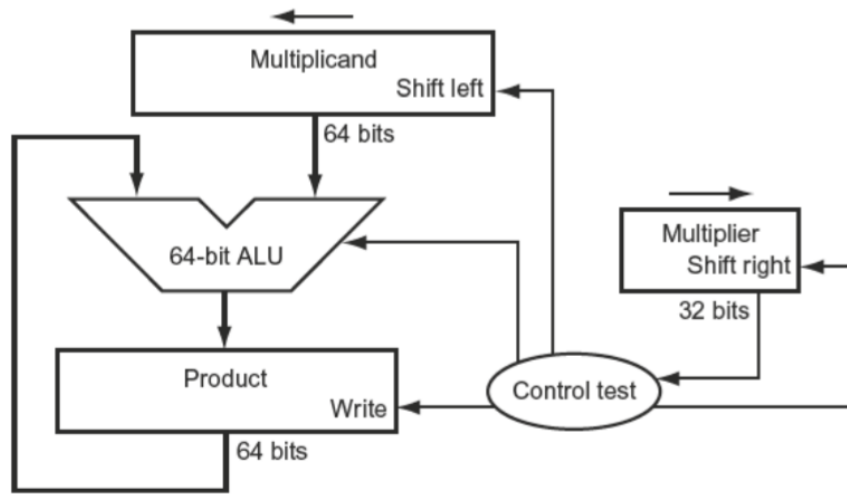 Multiplicand
Shift left
64 bits
64-bit ALU
Multiplier
Shift right
32 bits
Product
Write
Control test
64 bits